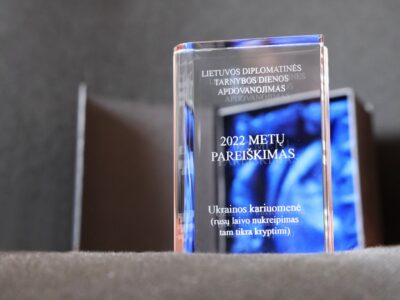 LIETUVOS DIPLOMATINĖS
TARNYBOS DIENOS
APDOVANOJIMAS
2022 METŲ
PAREIŠKIMAS
Ukrainos kariuomenė
(rusų laivo nukreipimas
tam tikra kryptimi)